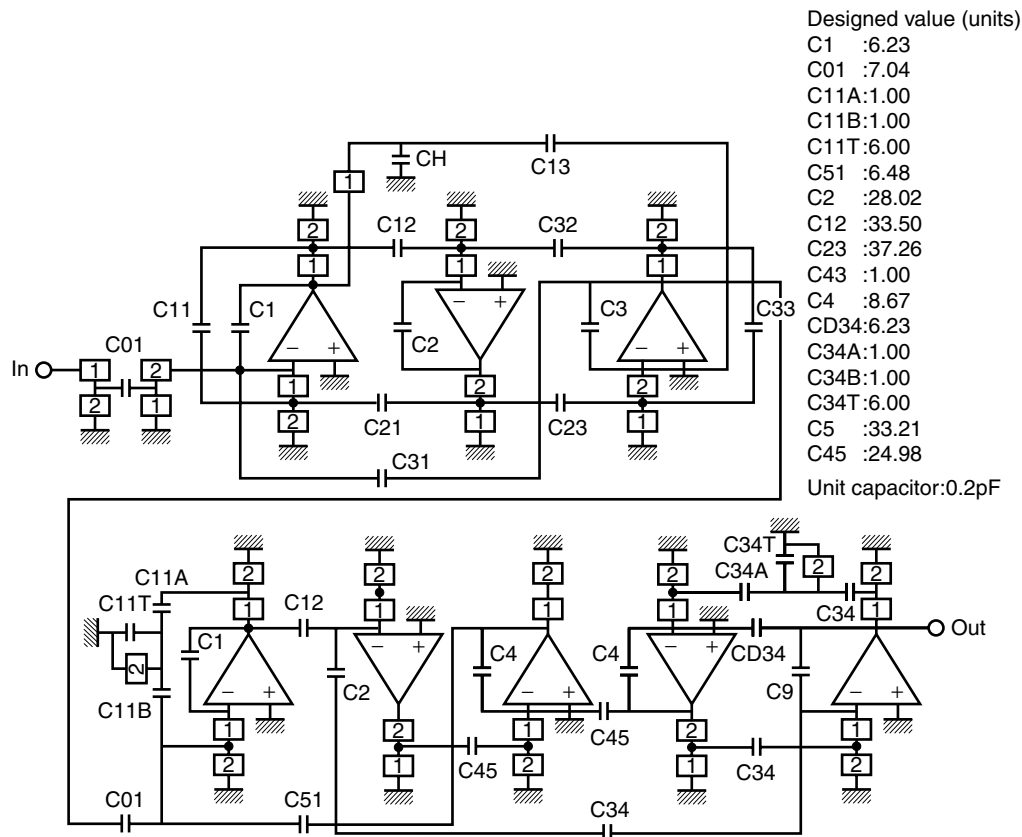 Designed value (units)
C1 :6.23
C01 :7.04
C11A:1.00
C11B:1.00
C11T:6.00
C51 :6.48
C2 :28.02
C12 :33.50
C23 :37.26
C43 :1.00
C4 :8.67
CD34:6.23
C34A:1.00
C34B:1.00
C34T:6.00
C5 :33.21
C45 :24.98
Unit capacitor:0.2pF
CH
C13
1
2 C12 2 C32 2
1 1 1
C11 C1 − + C2 C3 C33
− + − +
In C01
1 2
2 1
1 2 2
2 1 1
C21 C23
C31
C34T
2
C11A 2 2 2 2 C34A 2
C11T 1 C12 1 1 1 C34 1
C1 − + C4 C4 − + CD34 Out
2
− + C2 − + C9 − +
C11B
1 2 C45 1 2 1
2 1 C45 2 1 C34 2
C01 C51 C34